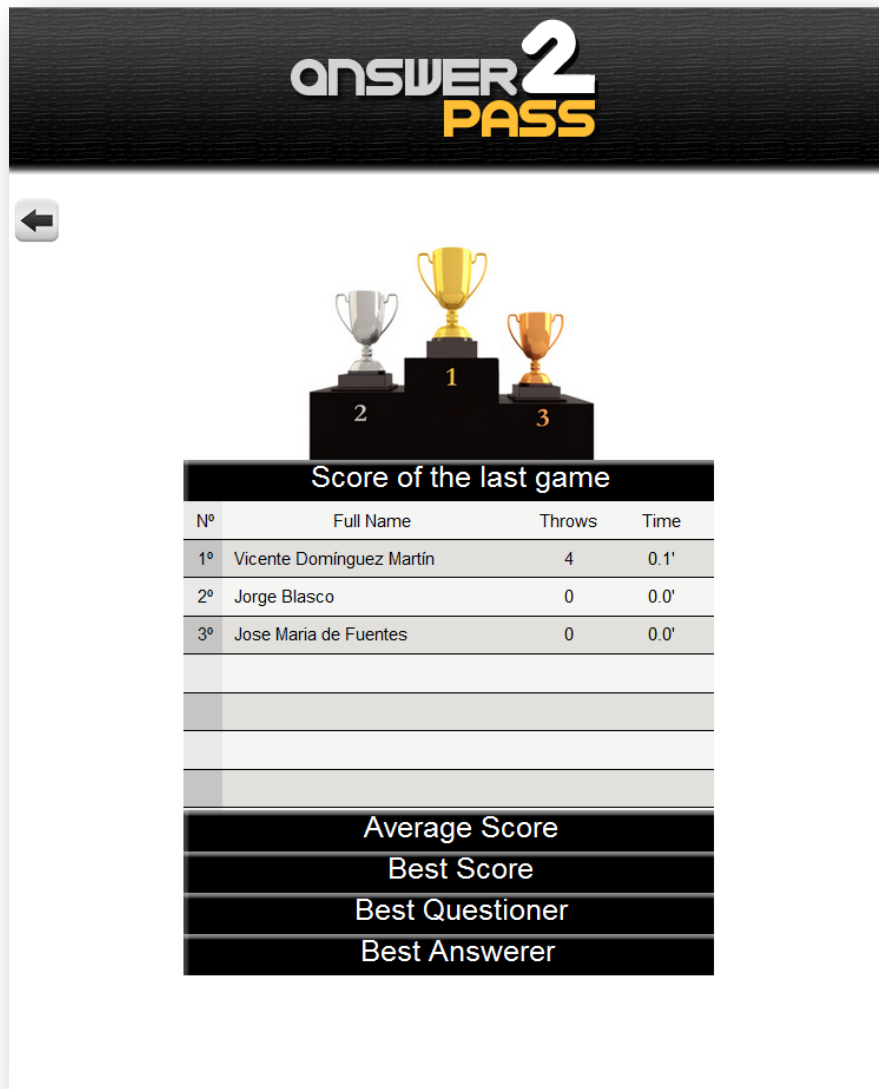 ANSWER 2
PASS
1
2
3
Score of the last game
Nº Full Name Throws Time
1º Vicente Domínguez Martín 4 0.1'
2º Jorge Blasco 0 0.0'
3º Jose Maria de Fuentes 0 0.0'
Average Score
Best Score
Best Questioner
Best Answerer